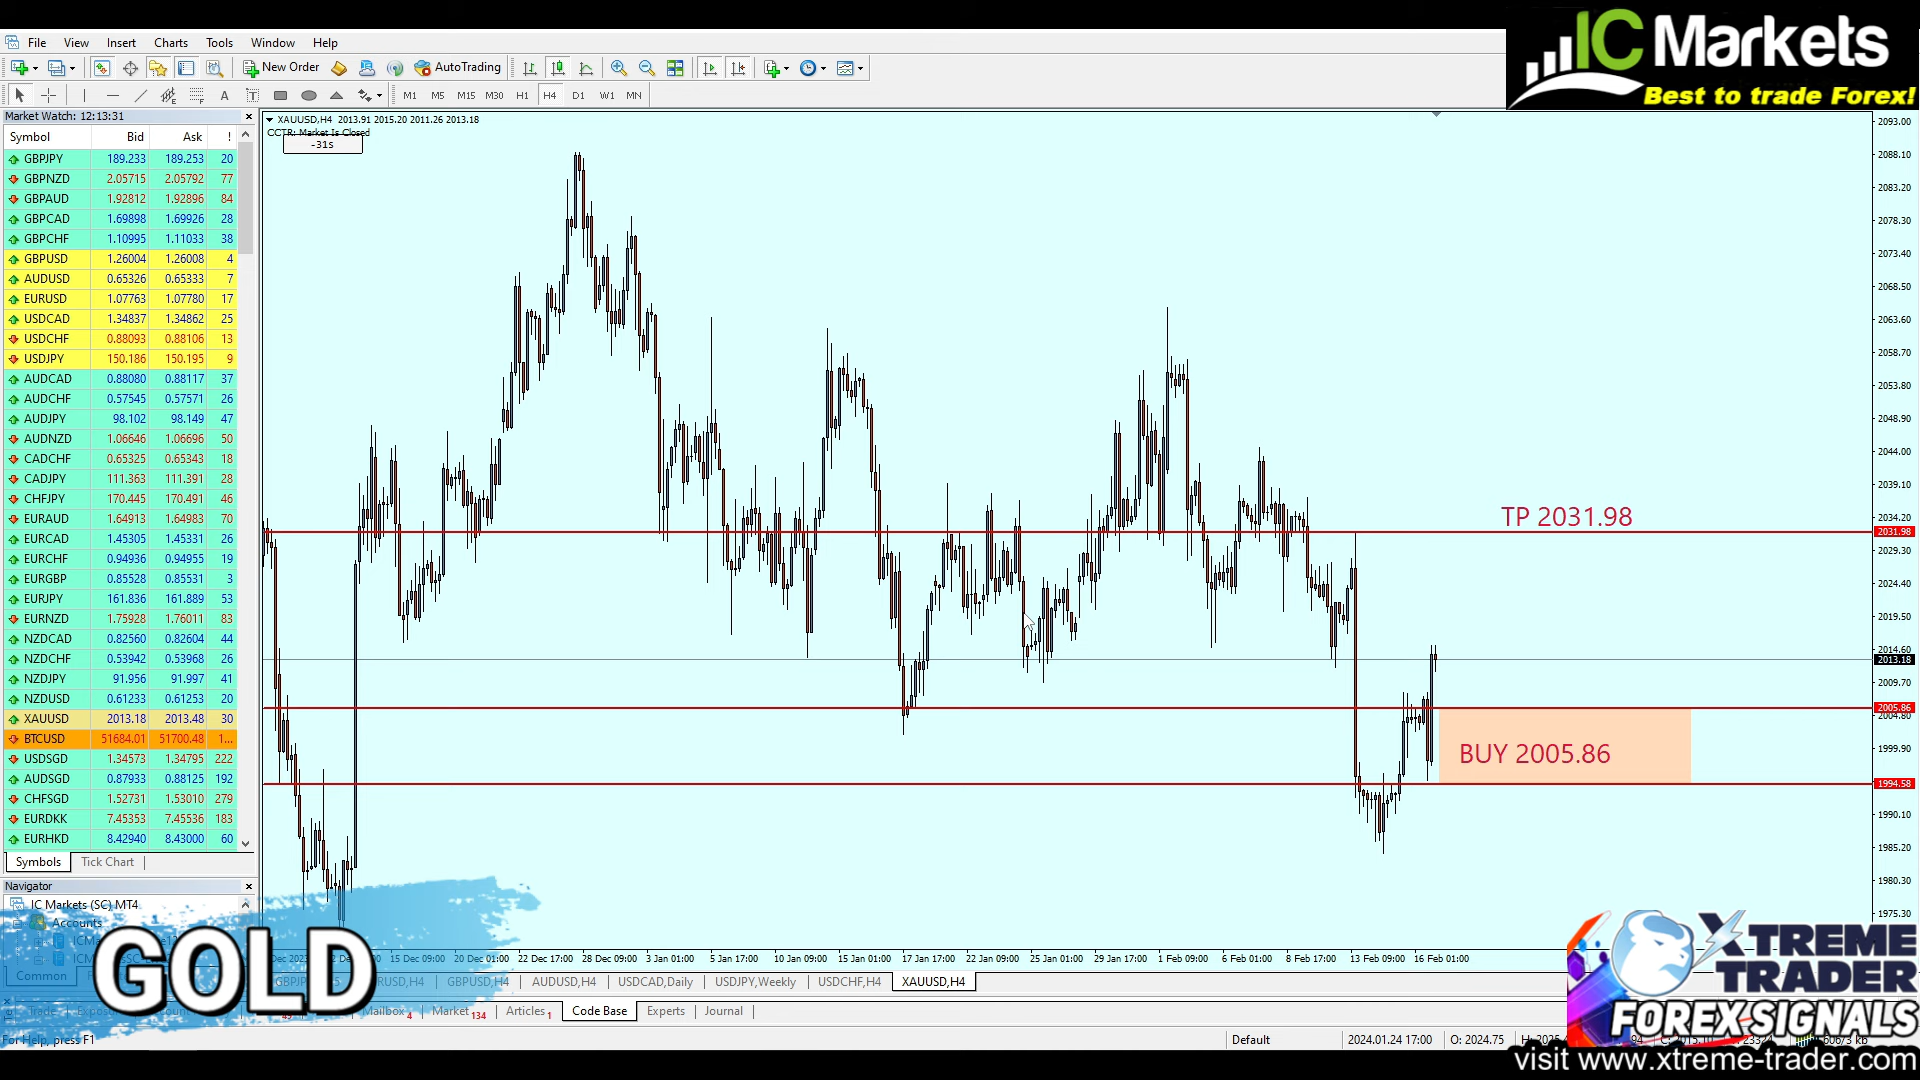 IC Markets
Best to trade Forex!
File View Insert Charts Tools Window Help
New Order AutoTrading
A T M1 M5 M15 M30 H1 H4 D1 W1 MN
Market Watch: 12:13:31
Symbol Bid Ask !
GBPJPY 189.233 189.253 20
GBPNZD 2.05715 2.05792 77
GBPAUD 1.92812 1.92896 84
GBPCAD 1.69898 1.69926 28
GBPCHF 1.10995 1.11033 38
GBPUSD 1.26004 1.26008 4
AUDUSD 0.65326 0.65333 7
EURUSD 1.07763 1.07780 17
USDCAD 1.34837 1.34862 25
USDCHF 0.88093 0.88106 13
USDJPY 150.186 150.195 9
AUDCAD 0.88080 0.88117 37
AUDCHF 0.57545 0.57571 26
AUDJPY 98.102 98.149 47
AUDNZD 1.06646 1.06696 50
CADCHF 0.65325 0.65343 18
CADJPY 111.363 111.391 28
CHFJPY 170.445 170.491 46
EURAUD 1.64913 1.64983 70
EURCAD 1.45305 1.45331 26
EURCHF 0.94936 0.94955 19
EURGBP 0.85528 0.85531 3
EURJPY 161.836 161.889 53
EURNZD 1.75928 1.76011 83
NZDCAD 0.82560 0.82604 44
NZDCHF 0.53942 0.53968 26
NZDJPY 91.956 91.997 41
NZDUSD 0.61233 0.61253 20
XAUUSD 2013.18 2013.48 30
BTCUSD 51684.01 51700.48 1...
USDSGD 1.34573 1.34795 222
AUDSGD 0.87933 0.88125 192
CHFSGD 1.52731 1.53010 279
EURDKK 7.45353 7.45536 183
EURHKD 8.42940 8.43000 60
Symbols Tick Chart
Navigator
IC Markets (SC) MT4
Accounts
Common
GOLD
XAUUSD,H4 2013.91 2015.20 2011.26 2013.18
CCTR: Market Is Closed
-31s
TP 2031.98
BUY 2005.86
2093.00
2088.10
2083.20
2078.30
2073.40
2068.50
2063.60
2058.70
2053.80
2048.90
2044.00
2039.10
2034.20
2031.98
2029.30
2024.40
2019.50
2014.60
2013.18
2009.70
2005.86
2004.80
1999.90
1994.58
1990.10
1985.20
1980.30
1975.30
15 Dec 09:00 20 Dec 01:00 22 Dec 17:00 28 Dec 09:00 3 Jan 01:00 5 Jan 17:00 10 Jan 09:00 15 Jan 01:00 17 Jan 17:00 22 Jan 09:00 25 Jan 01:00 29 Jan 17:00 1 Feb 09:00 6 Feb 01:00 8 Feb 17:00 13 Feb 09:00 16 Feb 01:00
GBPUSD,H4 AUDUSD,H4 USDCAD,Daily USDJPY,Weekly USDCHF,H4 XAUUSD,H4
Mailbox 4 Market 134 Articles 1 Code Base Experts Journal
For Help, press F1
Default 2024.01.24 17:00 O: 2024.75
XTREME
TRADER
FOREX SIGNALS
visit www.xtreme-trader.com